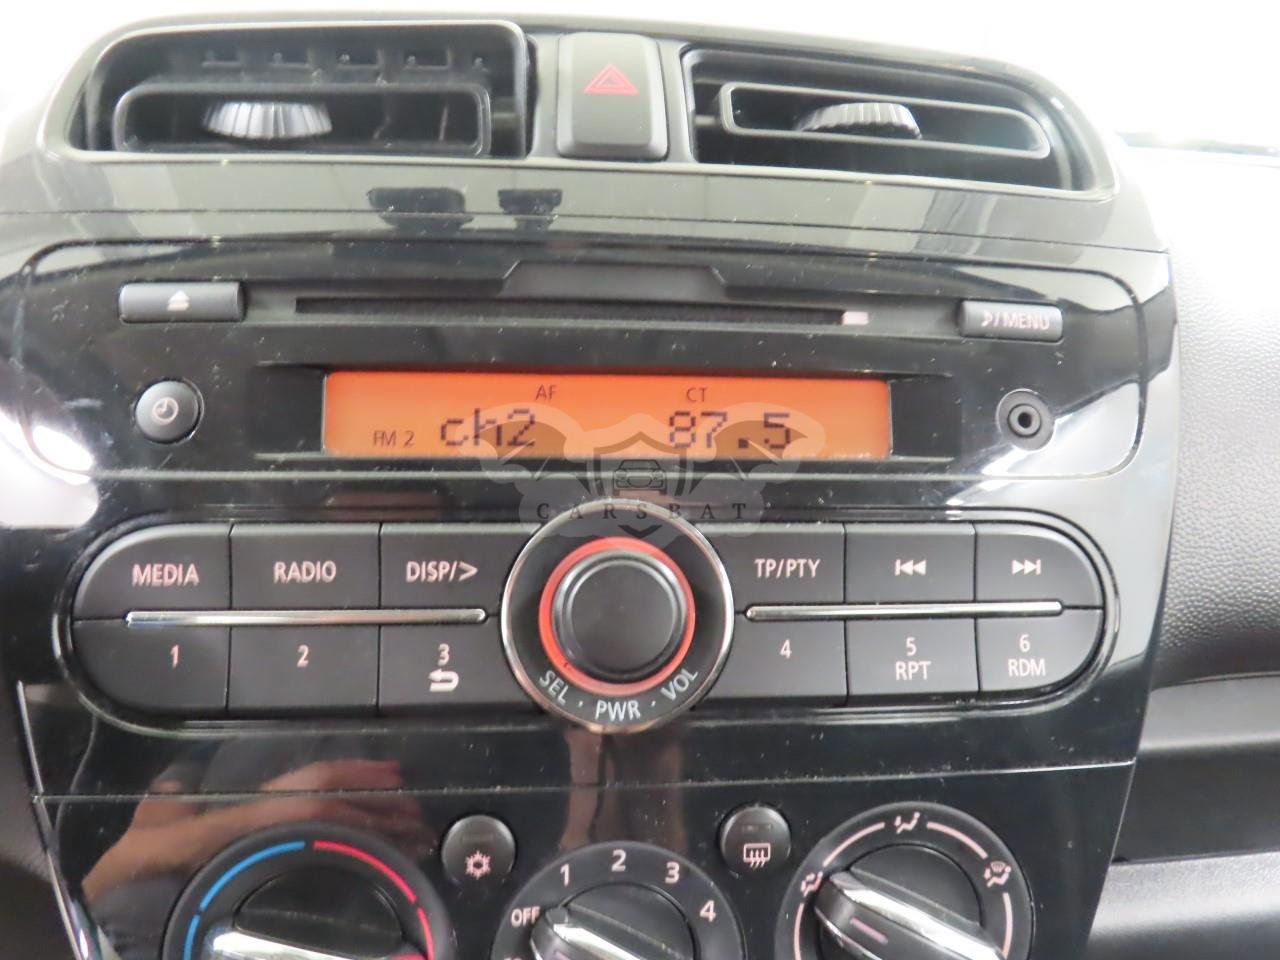 ♪/MENU
AF CT
FM 2 ch2 87.5
CARSBAT
MEDIA RADIO DISP/> TP/PTY
1 2 3 4 5 6
RPT RDM
SEL · PWR · VOL
OFF 1 2 3 4